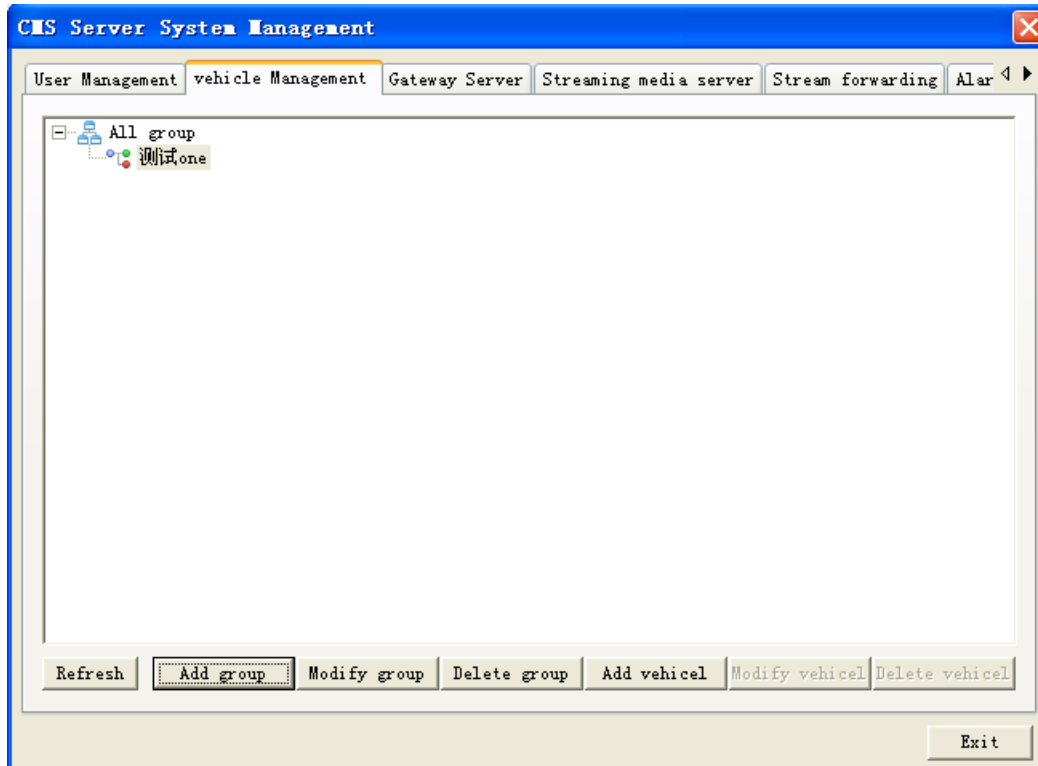 CMS Server System Management
User Management vehicle Management Gateway Server Streaming media server Stream forwarding Alar
All group
测试one
Refresh Add group Modify group Delete group Add vehicel Modify vehicel Delete vehicel
Exit